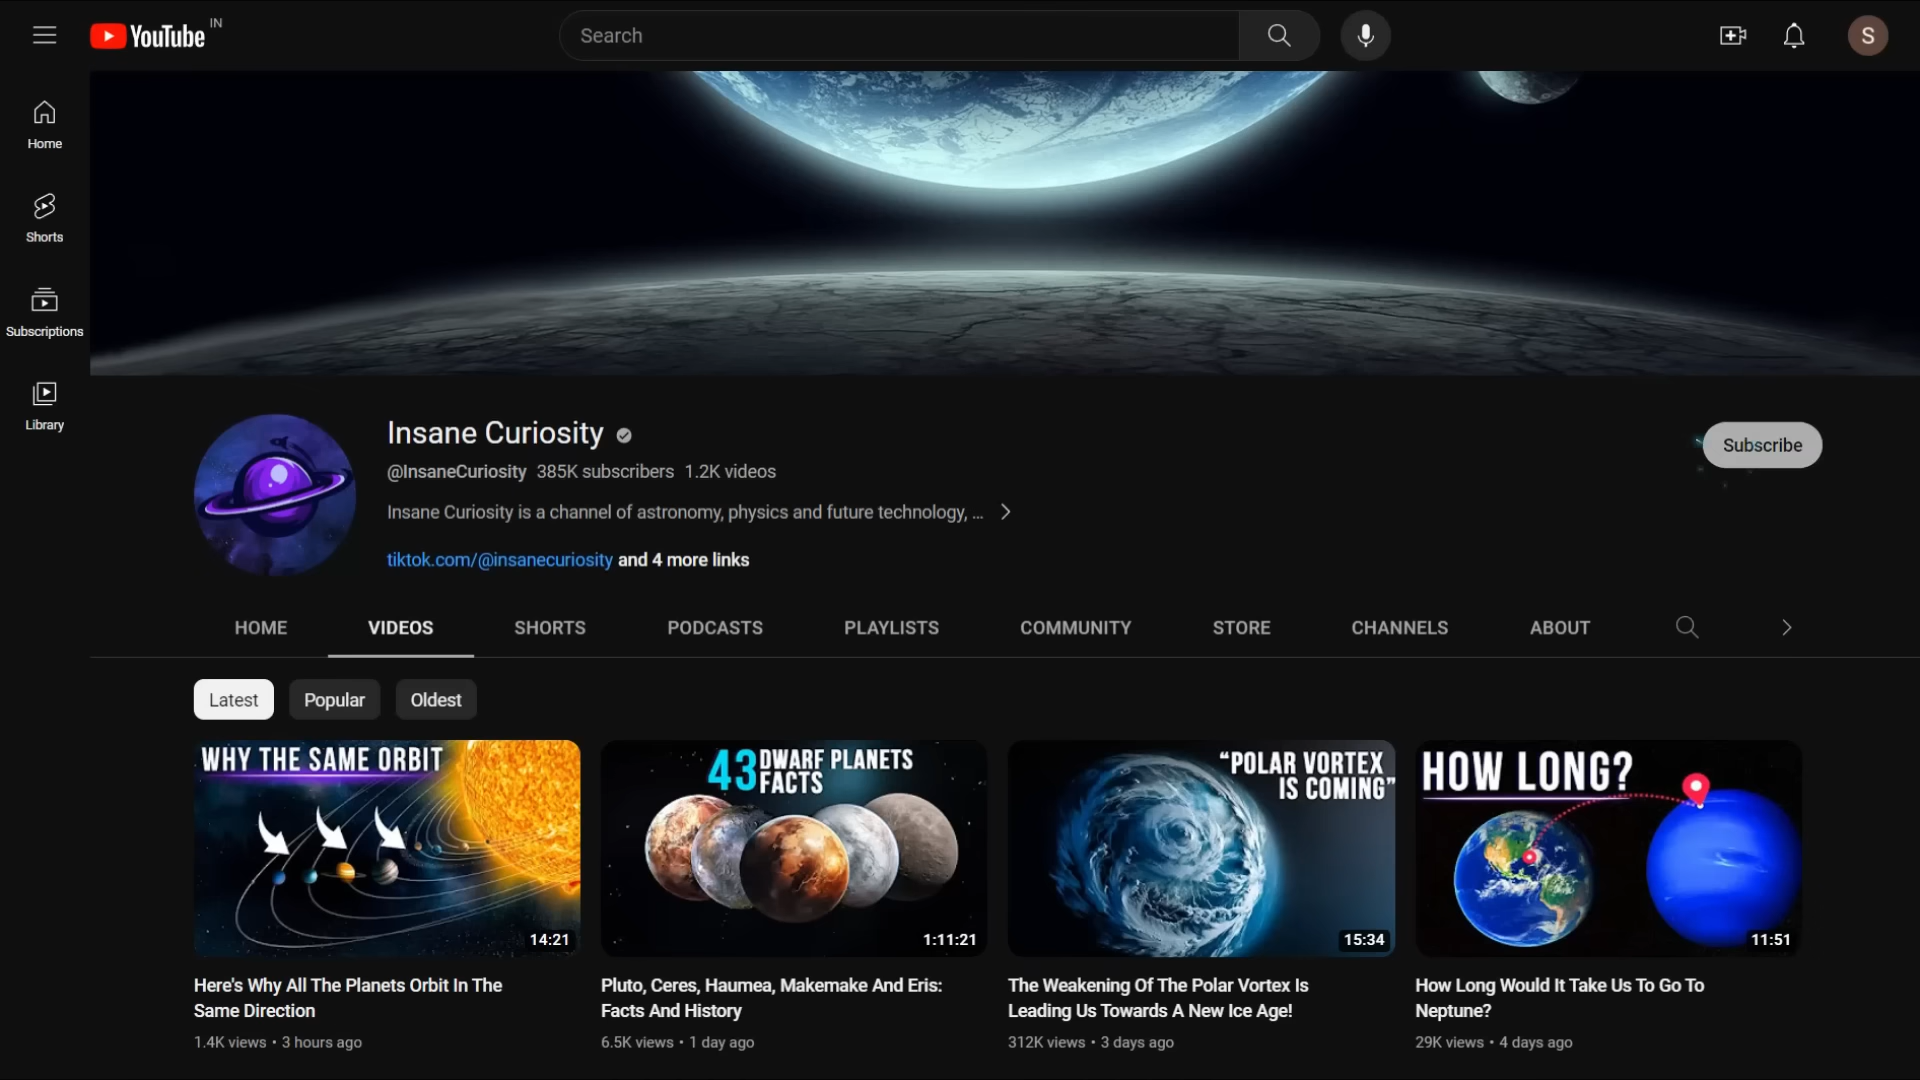 YouTube IN
Search
S
Home
Shorts
Subscriptions
Library
Insane Curiosity
@InsaneCuriosity 385K subscribers 1.2K videos
Insane Curiosity is a channel of astronomy, physics and future technology, ...
tiktok.com/@insanecuriosity and 4 more links
Subscribe
HOME VIDEOS SHORTS PODCASTS PLAYLISTS COMMUNITY STORE CHANNELS ABOUT
Latest Popular Oldest
WHY THE SAME ORBIT
14:21
Here's Why All The Planets Orbit In The
Same Direction
1.4K views • 3 hours ago
43 DWARF PLANETS
FACTS
1:11:21
Pluto, Ceres, Haumea, Makemake And Eris:
Facts And History
6.5K views • 1 day ago
“POLAR VORTEX
IS COMING”
15:34
The Weakening Of The Polar Vortex Is
Leading Us Towards A New Ice Age!
312K views • 3 days ago
HOW LONG?
11:51
How Long Would It Take Us To Go To
Neptune?
29K views • 4 days ago